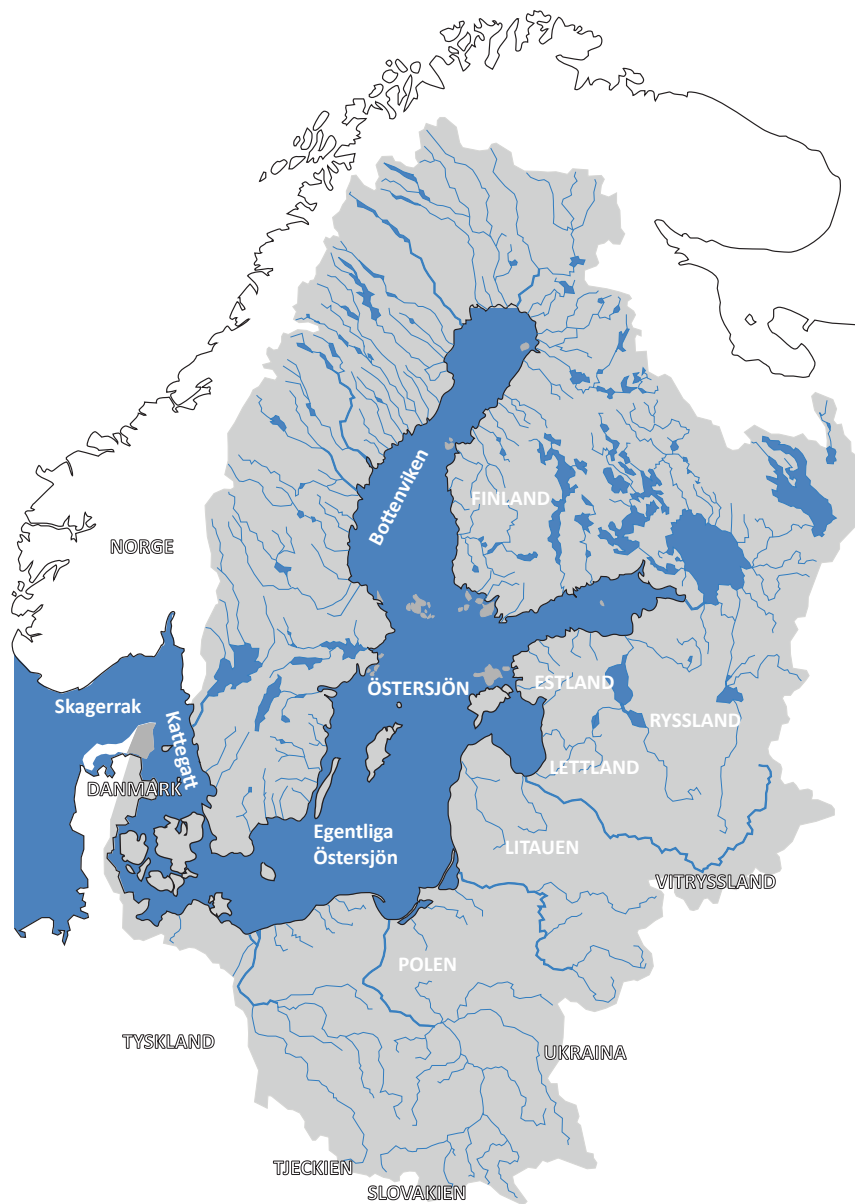 Bottenviken
FINLAND
NORGE
ÖSTERSJÖN
ESTLAND
Skagerrak
Kattegatt
RYSSLAND
LETTLAND
DANMARK
Egentliga
Östersjön
LITAUEN
VITRYSSLAND
POLEN
TYSKLAND
UKRAINA
TJECKIEN
SLOVAKIEN